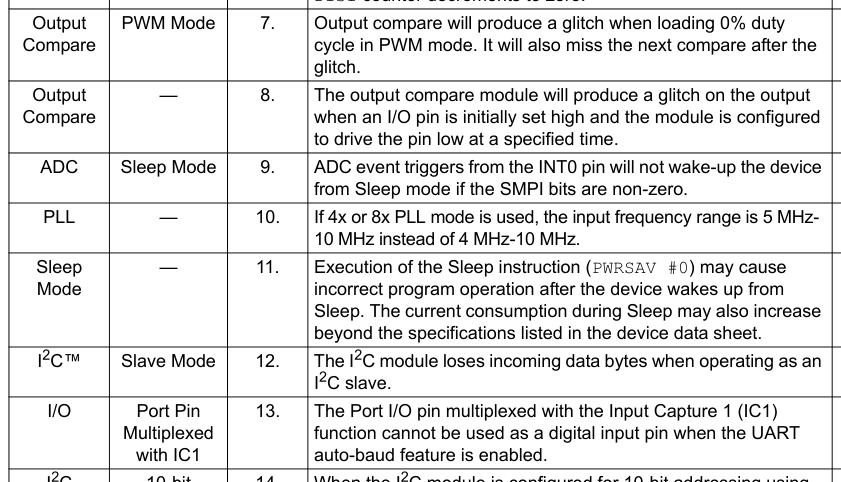 DISI counter decrements to zero.
Output PWM Mode 7. Output compare will produce a glitch when loading 0% duty
Compare cycle in PWM mode. It will also miss the next compare after the
glitch.
Output — 8. The output compare module will produce a glitch on the output
Compare when an I/O pin is initially set high and the module is configured
to drive the pin low at a specified time.
ADC Sleep Mode 9. ADC event triggers from the INT0 pin will not wake-up the device
from Sleep mode if the SMPI bits are non-zero.
PLL — 10. If 4x or 8x PLL mode is used, the input frequency range is 5 MHz-
10 MHz instead of 4 MHz-10 MHz.
Sleep — 11. Execution of the Sleep instruction (PWRSAV #0) may cause
Mode incorrect program operation after the device wakes up from
Sleep. The current consumption during Sleep may also increase
beyond the specifications listed in the device data sheet.
I²C™ Slave Mode 12. The I²C module loses incoming data bytes when operating as an
I²C slave.
I/O Port Pin 13. The Port I/O pin multiplexed with the Input Capture 1 (IC1)
Multiplexed function cannot be used as a digital input pin when the UART
with IC1 auto-baud feature is enabled.
I²C 10-bit 14. When the I²C module is configured for 10-bit addressing using